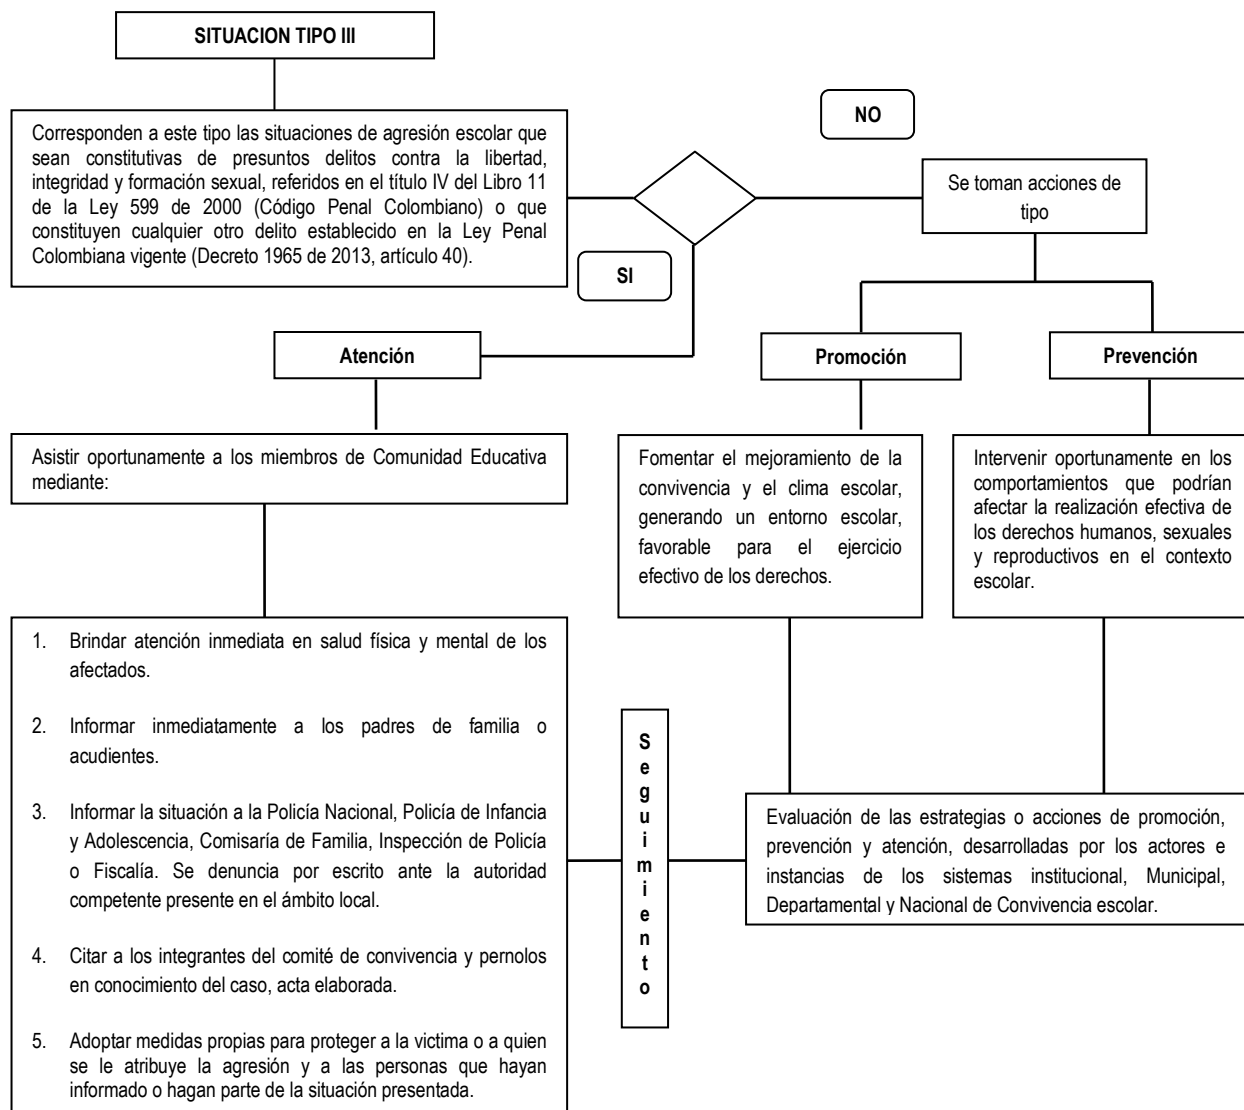 SITUACION TIPO III
Corresponden a este tipo las situaciones de agresión escolar que
sean constitutivas de presuntos delitos contra la libertad,
integridad y formación sexual, referidos en el título IV del Libro 11
de la Ley 599 de 2000 (Código Penal Colombiano) o que
constituyen cualquier otro delito establecido en la Ley Penal
Colombiana vigente (Decreto 1965 de 2013, artículo 40).
NO
Se toman acciones de
tipo
SI
Atención
Promoción
Prevención
Asistir oportunamente a los miembros de Comunidad Educativa
mediante:
Fomentar el mejoramiento de la
convivencia y el clima escolar,
generando un entorno escolar,
favorable para el ejercicio
efectivo de los derechos.
Intervenir oportunamente en los
comportamientos que podrían
afectar la realización efectiva de
los derechos humanos, sexuales
y reproductivos en el contexto
escolar.
1. Brindar atención inmediata en salud física y mental de los
afectados.
2. Informar inmediatamente a los padres de familia o
acudientes.
3. Informar la situación a la Policía Nacional, Policía de Infancia
y Adolescencia, Comisaría de Familia, Inspección de Policía
o Fiscalía. Se denuncia por escrito ante la autoridad
competente presente en el ámbito local.
4. Citar a los integrantes del comité de convivencia y pernolos
en conocimiento del caso, acta elaborada.
5. Adoptar medidas propias para proteger a la victima o a quien
se le atribuye la agresión y a las personas que hayan
informado o hagan parte de la situación presentada.
S
e
g
u
i
m
i
e
n
t
o
Evaluación de las estrategias o acciones de promoción,
prevención y atención, desarrolladas por los actores e
instancias de los sistemas institucional, Municipal,
Departamental y Nacional de Convivencia escolar.